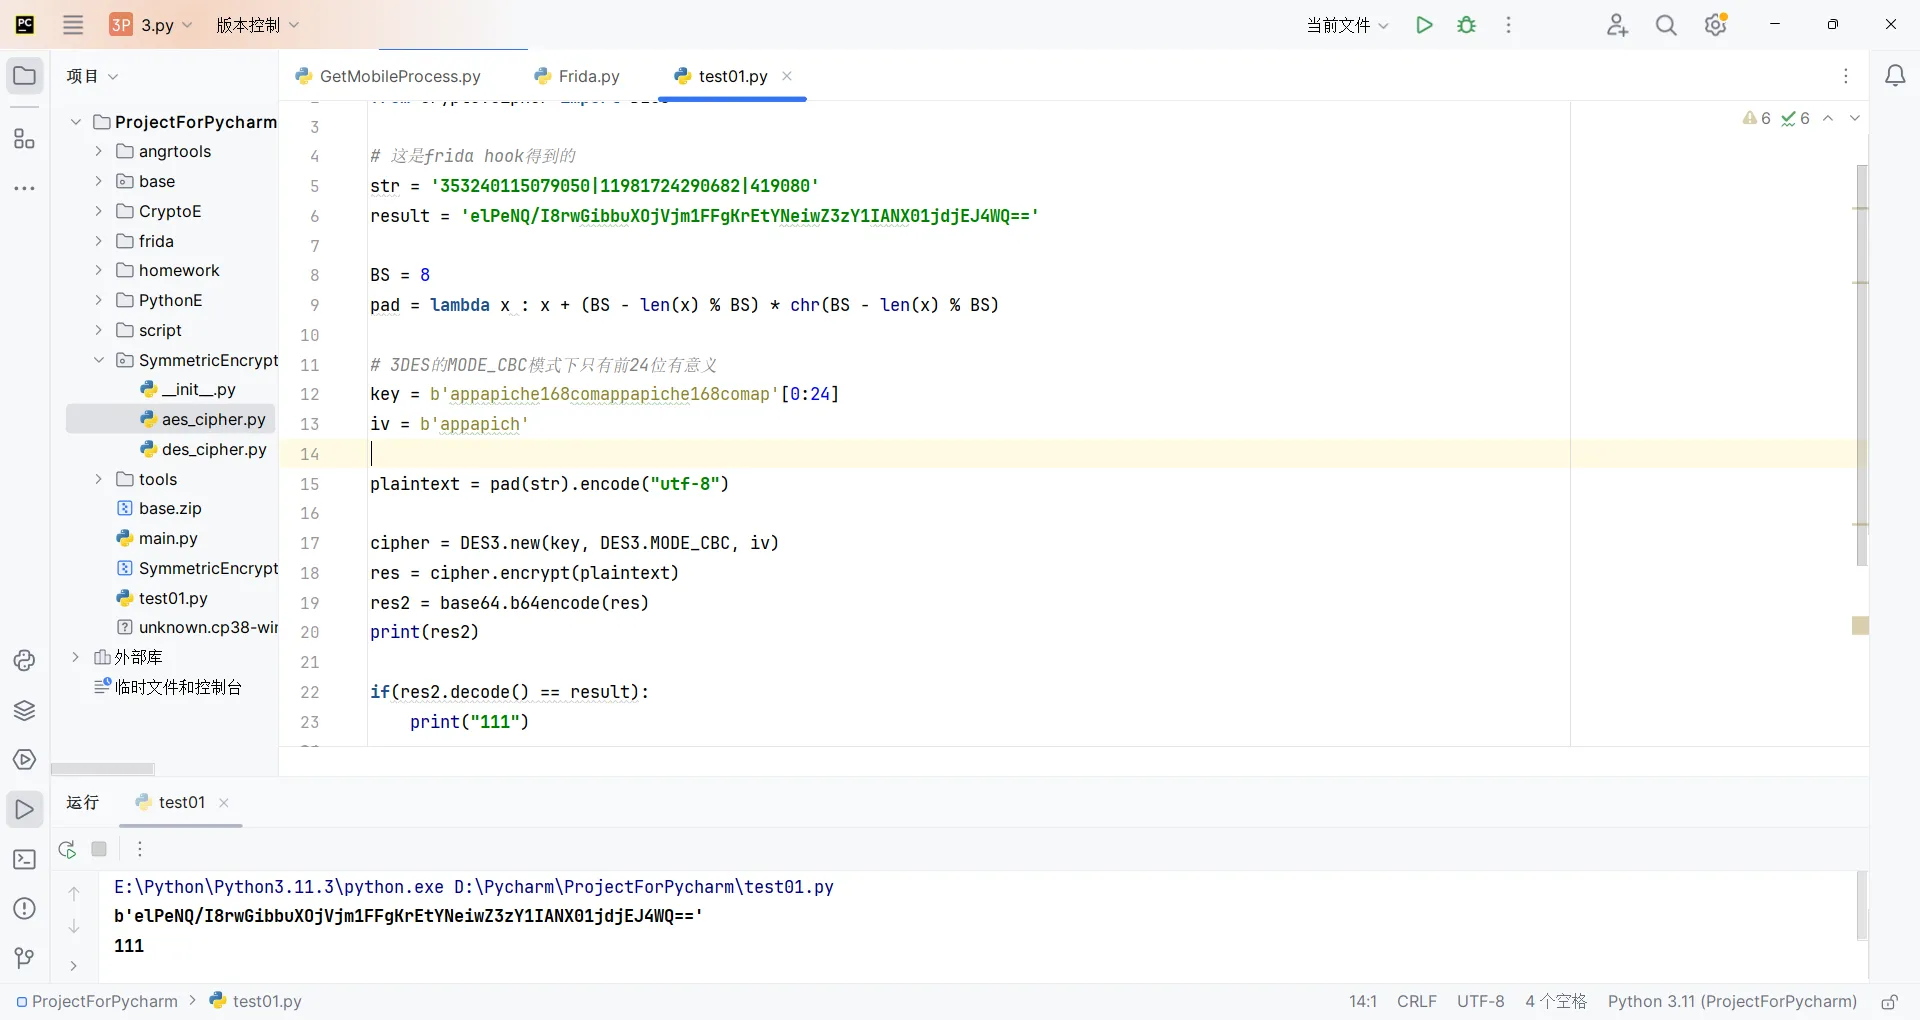 PC
3P 3.py
版本控制
当前文件
项目
GetMobileProcess.py
Frida.py
test01.py
ProjectForPycharm
angrtools
base
CryptoE
frida
homework
PythonE
script
SymmetricEncrypt
__init__.py
aes_cipher.py
des_cipher.py
tools
base.zip
main.py
SymmetricEncrypt
test01.py
unknown.cp38-wir
外部库
临时文件和控制台
6 6
3
4 # 这是frida hook得到的
5 str = '353240115079050|11981724290682|419080'
6 result = 'elPeNQ/I8rwGibbuXOjVjm1FFgKrEtYNeiwZ3zY1IANX01jdjEJ4WQ=='
7
8 BS = 8
9 pad = lambda x : x + (BS - len(x) % BS) * chr(BS - len(x) % BS)
10
11 # 3DES的MODE_CBC模式下只有前24位有意义
12 key = b'appapiche168comappapiche168comap'[0:24]
13 iv = b'appapich'
14
15 plaintext = pad(str).encode("utf-8")
16
17 cipher = DES3.new(key, DES3.MODE_CBC, iv)
18 res = cipher.encrypt(plaintext)
19 res2 = base64.b64encode(res)
20 print(res2)
21
22 if(res2.decode() == result):
23 print("111")
运行
test01
E:\Python\Python3.11.3\python.exe D:\Pycharm\ProjectForPycharm\test01.py
b'elPeNQ/I8rwGibbuXOjVjm1FFgKrEtYNeiwZ3zY1IANX01jdjEJ4WQ=='
111
ProjectForPycharm > test01.py
14:1 CRLF UTF-8 4 个空格 Python 3.11 (ProjectForPycharm)